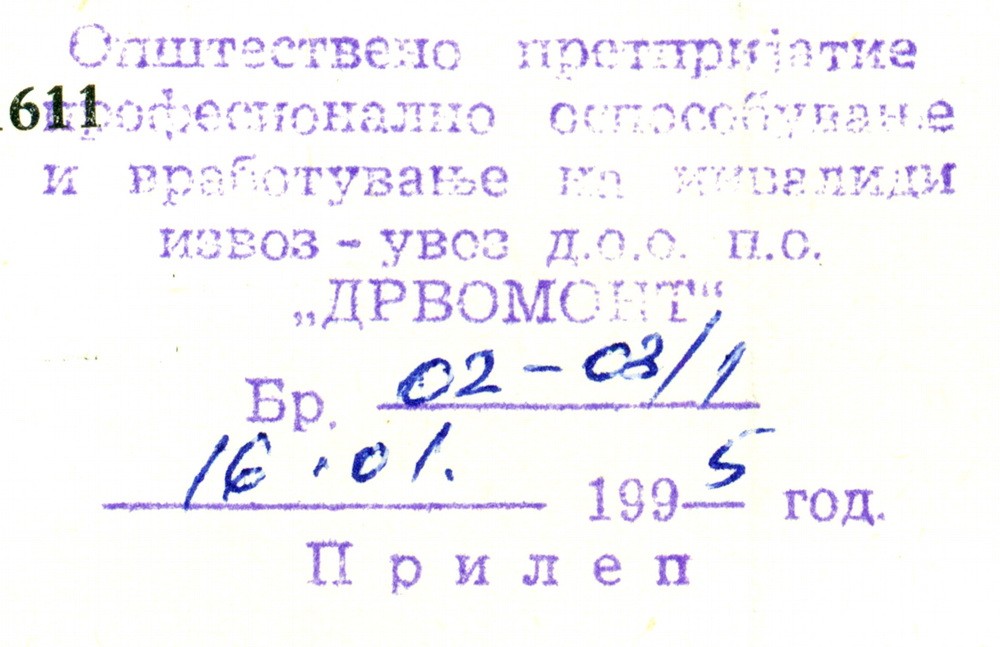 Општествено претпријатие
611 професионално оспособување
и вработување на инвалиди
извоз - увоз д.о.о. п.о.
„ДРВОМОНТ“
Бр. 02-03/1
16.01. 1995 год.
Прилеп